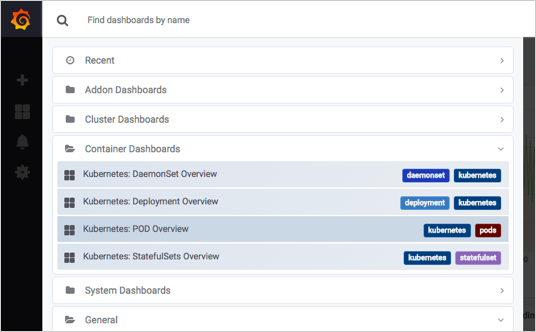 Find dashboards by name
Recent
Addon Dashboards
Cluster Dashboards
Container Dashboards
Kubernetes: DaemonSet Overview daemonset kubernetes
Kubernetes: Deployment Overview deployment kubernetes
Kubernetes: POD Overview kubernetes pods
Kubernetes: StatefulSets Overview kubernetes statefulset
System Dashboards
General